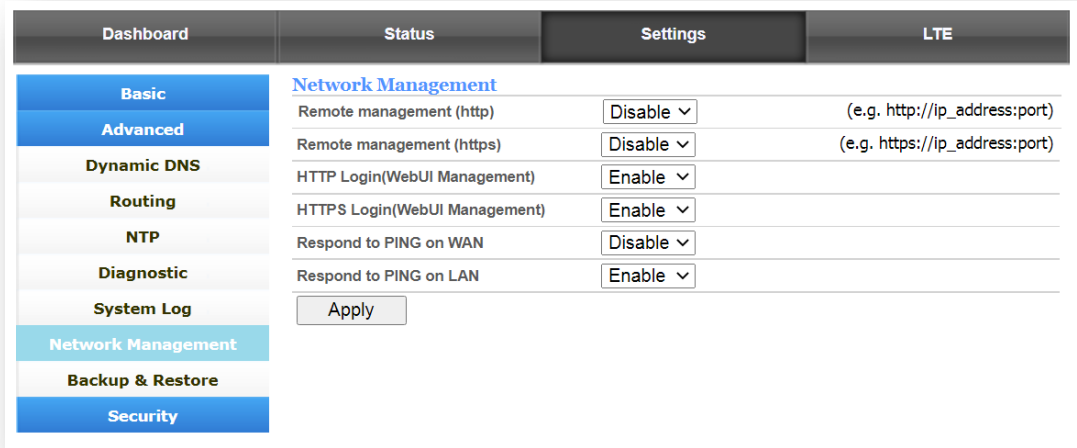 Dashboard Status Settings LTE
Basic
Advanced
Dynamic DNS
Routing
NTP
Diagnostic
System Log
Network Management
Backup & Restore
Security
Network Management
Remote management (http) Disable (e.g. http://ip_address:port)
Remote management (https) Disable (e.g. https://ip_address:port)
HTTP Login(WebUI Management) Enable
HTTPS Login(WebUI Management) Enable
Respond to PING on WAN Disable
Respond to PING on LAN Enable
Apply